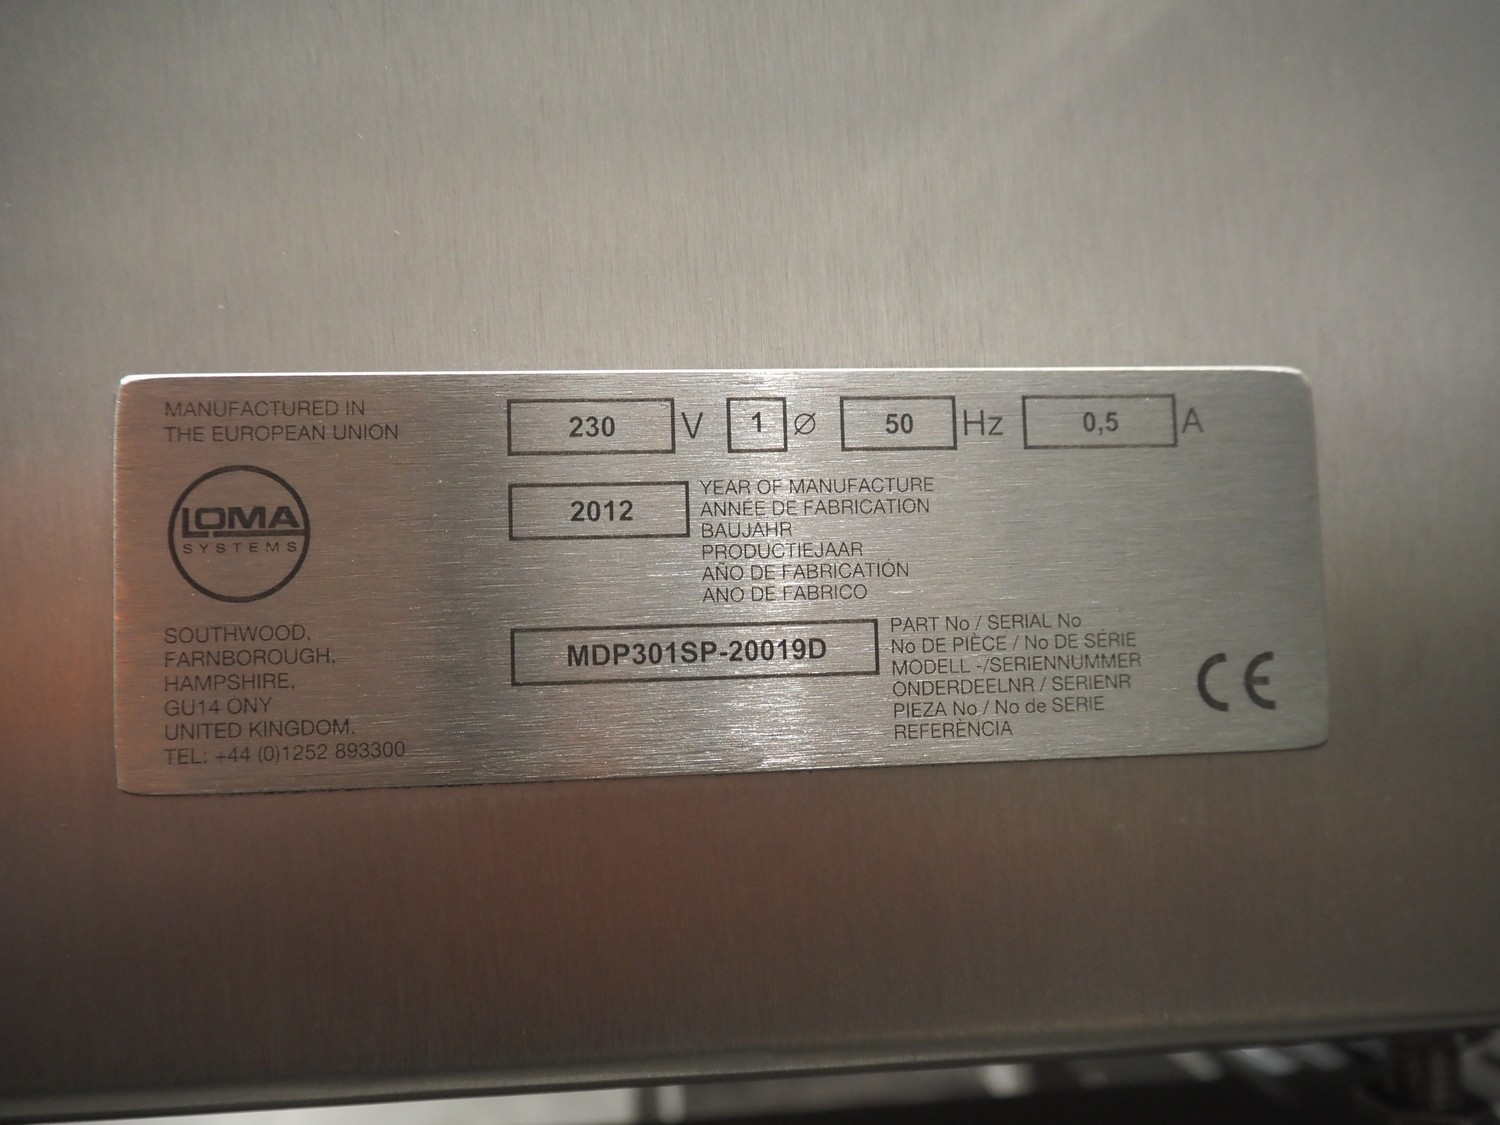 MANUFACTURED IN
THE EUROPEAN UNION
LOMA
SYSTEMS
SOUTHWOOD,
FARNBOROUGH,
HAMPSHIRE,
GU14 ONY
UNITED KINGDOM.
TEL: +44 (0)1252 893300
230 V 1 Ø 50 Hz 0,5 A
2012
YEAR OF MANUFACTURE
ANNÉE DE FABRICATION
BAUJAHR
PRODUCTIEJAAR
AÑO DE FABRICATIÓN
ANO DE FABRICO
MDP301SP-20019D
PART No / SERIAL No
No DE PIÈCE / No DE SÉRIE
MODELL -/SERIENNUMMER
ONDERDEELNR / SERIENR
PIEZA No / No de SERIE
REFERÈNCIA
CE